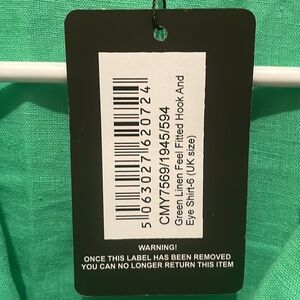 5 063027 620724
CMY7569/1945/594
Green Linen Feel Fitted Hook And
Eye Shirt-6 (UK size)
WARNING!
ONCE THIS LABEL HAS BEEN REMOVED
YOU CAN NO LONGER RETURN THIS ITEM